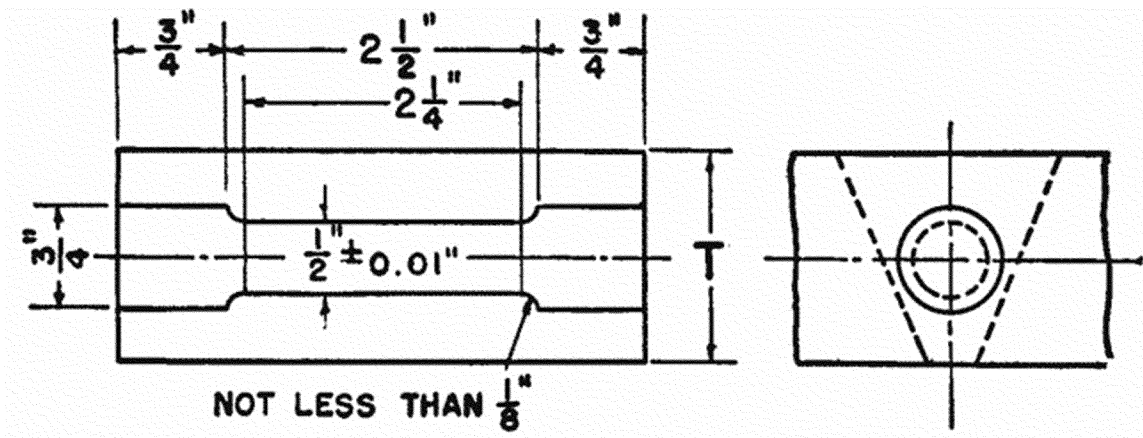 3/4" 2 1/2" 3/4"
2 1/4"
3/4" 1/2" ± 0.01" T
NOT LESS THAN 1/8"